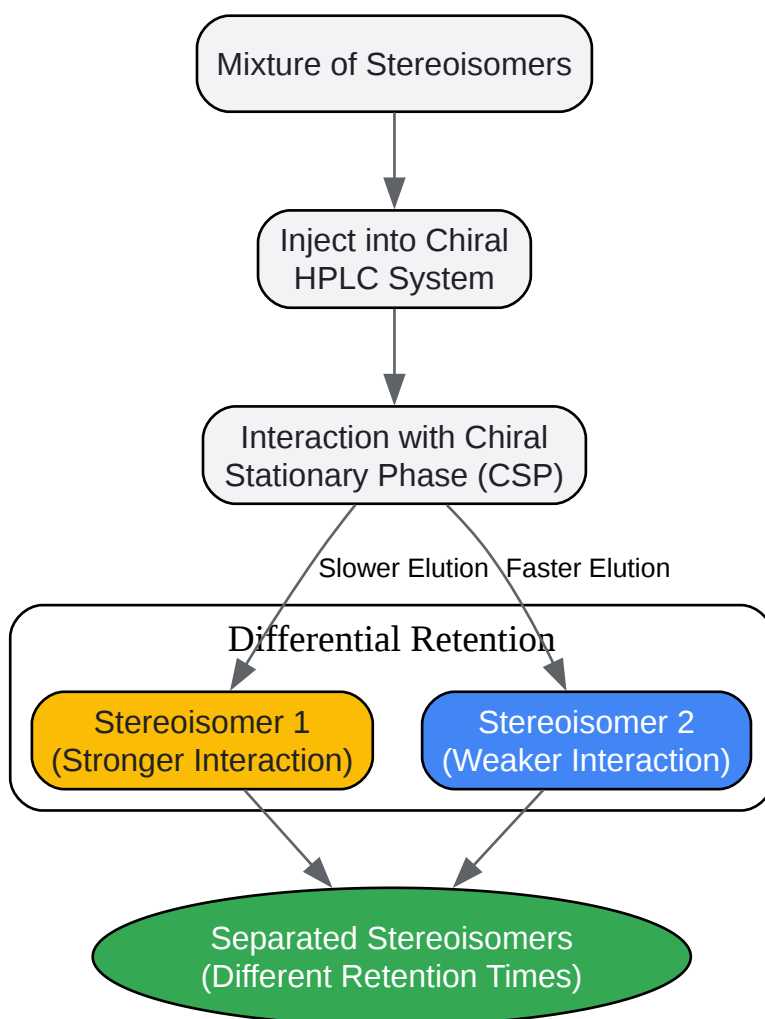 Mixture of Stereoisomers
Inject into Chiral
HPLC System
Interaction with Chiral
Stationary Phase (CSP)
Slower Elution
Faster Elution
Differential Retention
Stereoisomer 1
(Stronger Interaction)
Stereoisomer 2
(Weaker Interaction)
Separated Stereoisomers
(Different Retention Times)